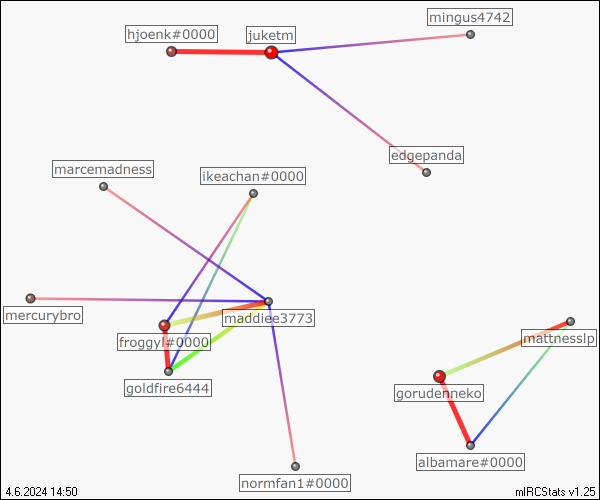 mingus4742
hjoenk#0000
juketm
edgepanda
marcemadness
ikeachan#0000
mercurybro
maddiee3773
froggyl#0000
mattnesslp
goldfire6444
gorudenneko
albamare#0000
normfan1#0000
4.6.2024 14:50
mIRCStats v1.25